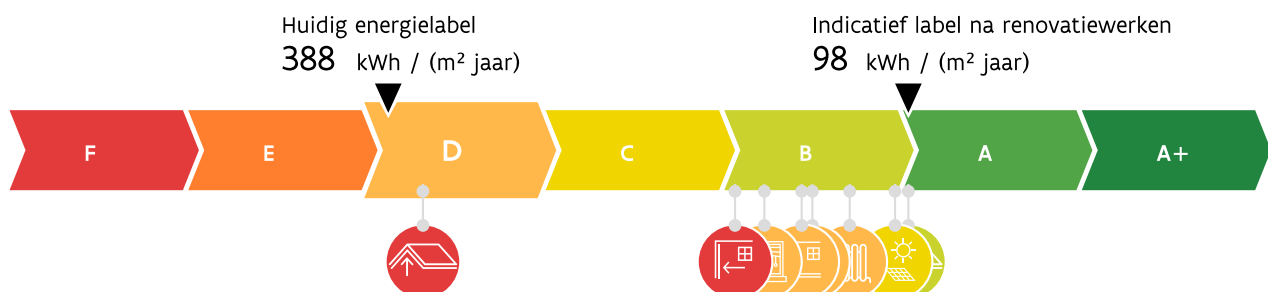 Huidig energielabel
388 kWh / (m² jaar)
Indicatief label na renovatiewerken
98 kWh / (m² jaar)
F E D C B A A+